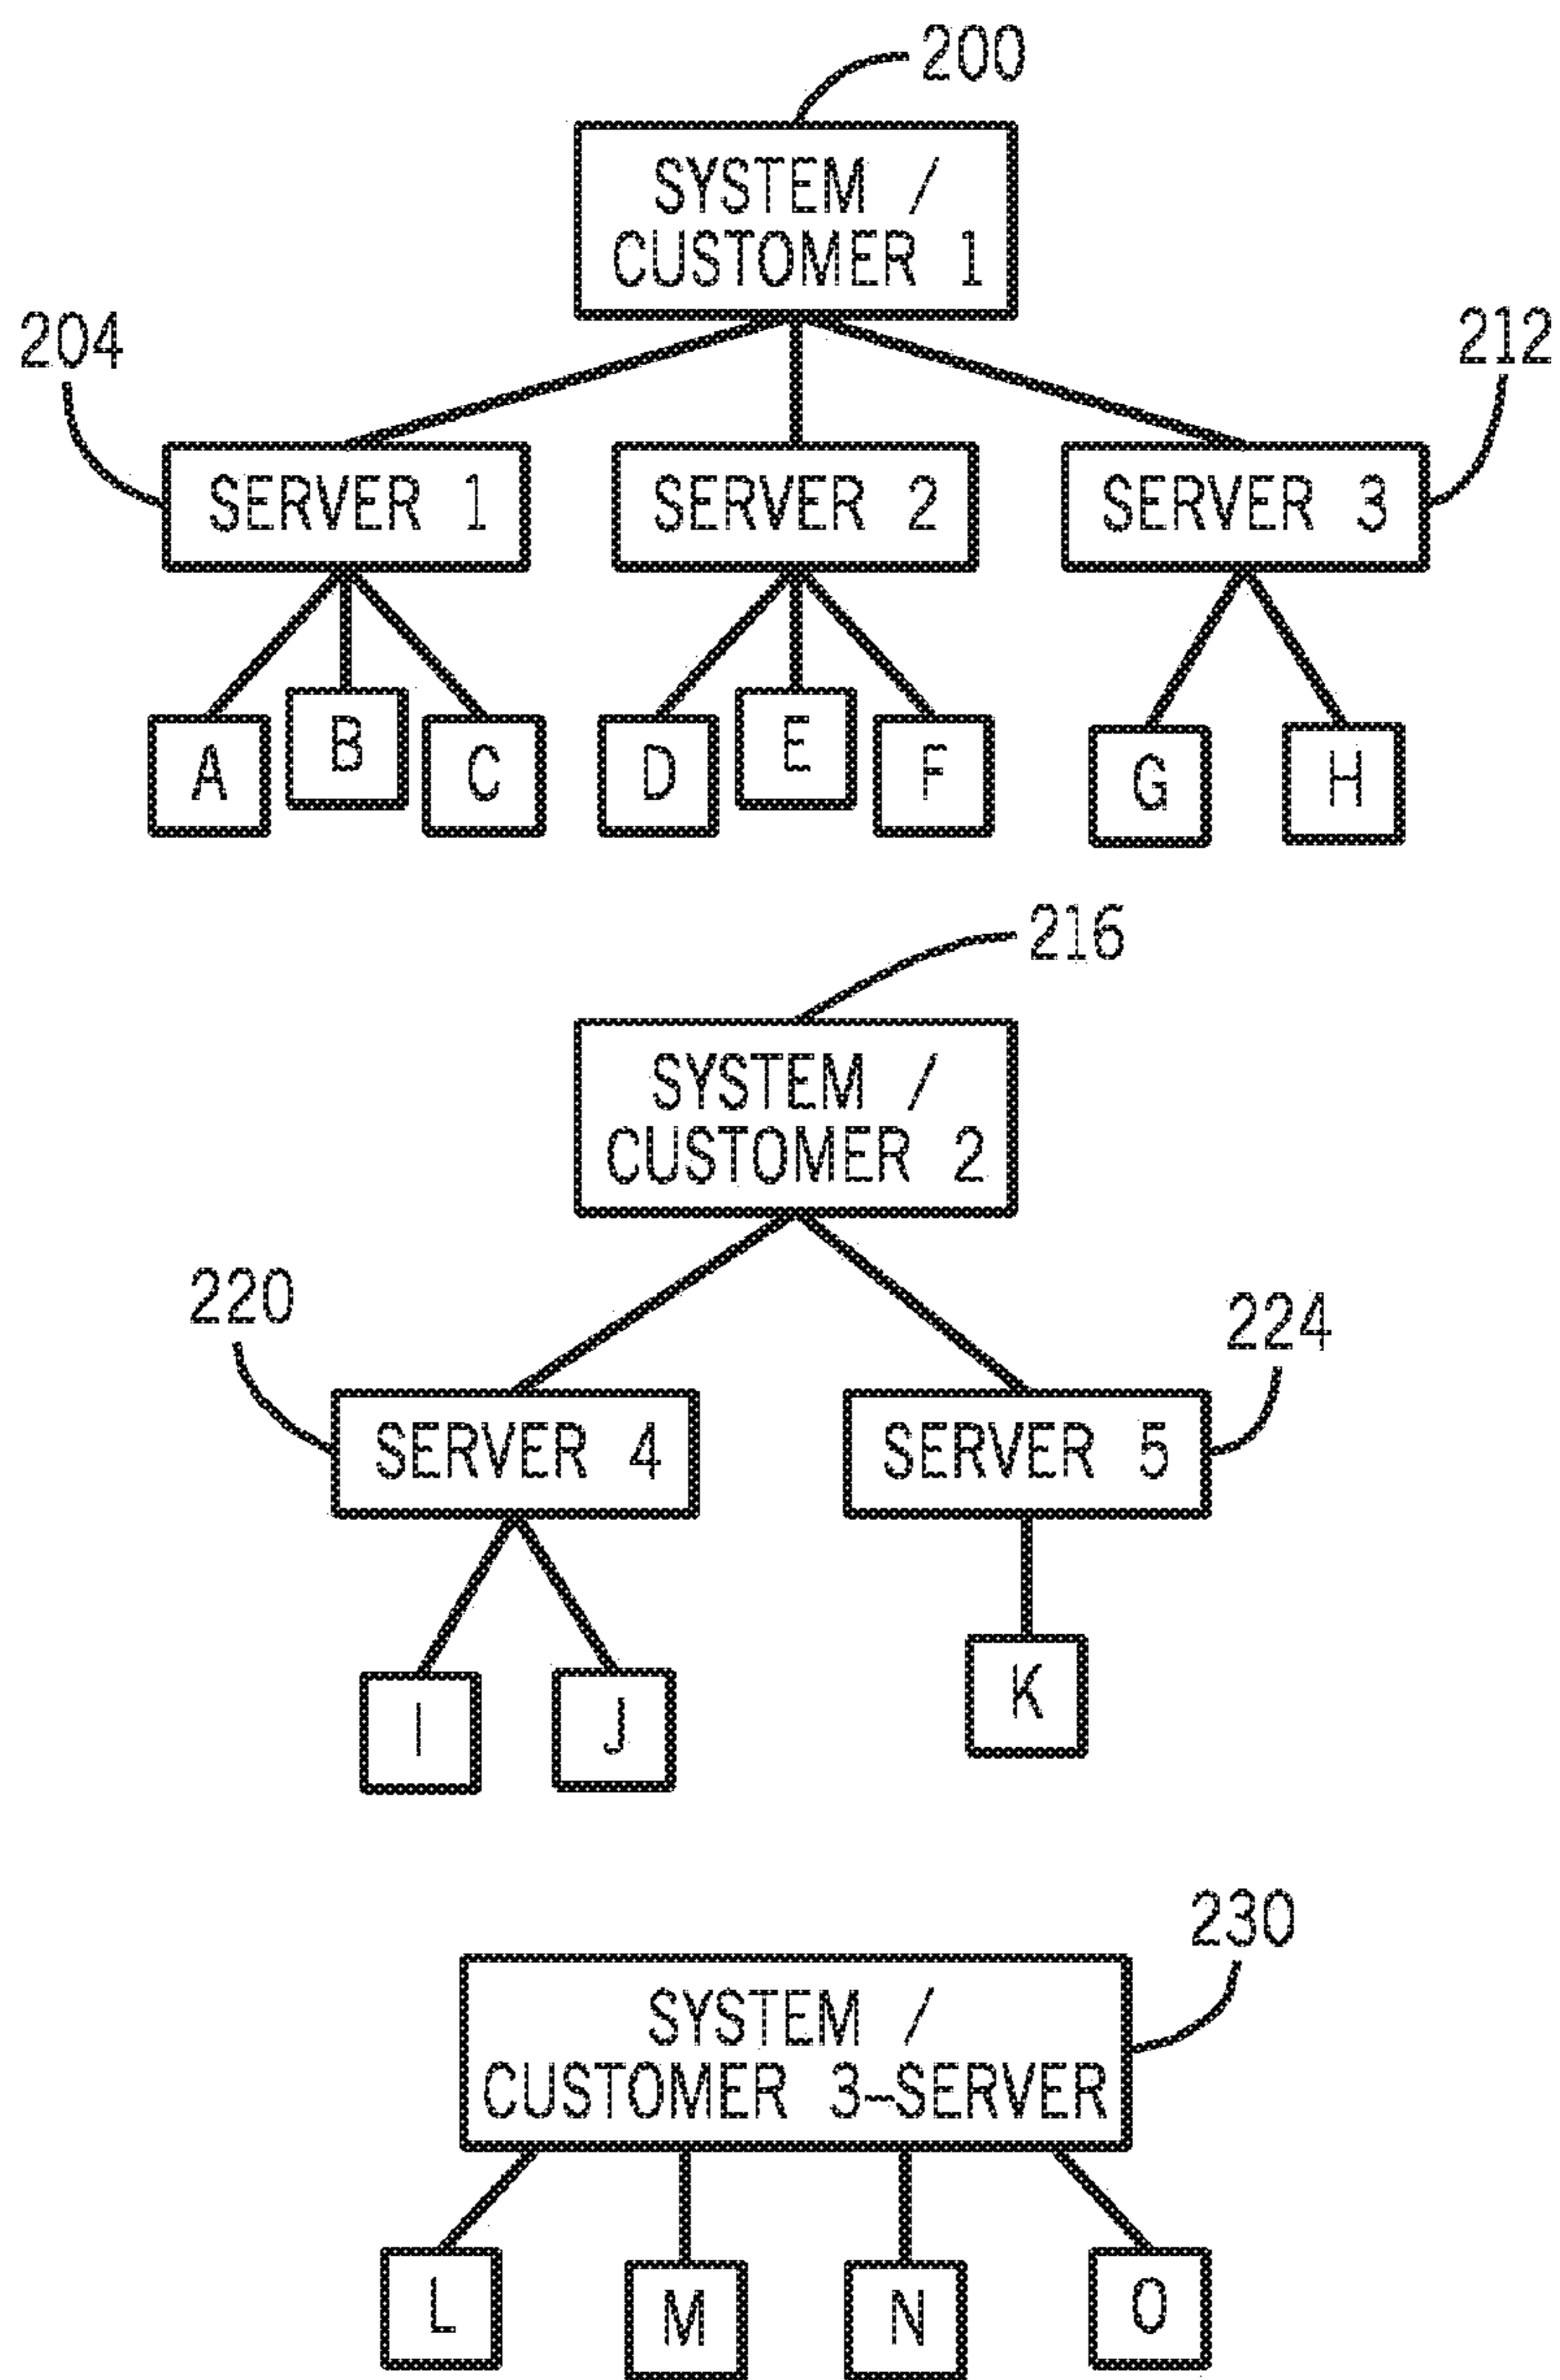 200
SYSTEM /
CUSTOMER 1
204
212
SERVER 1
SERVER 2
SERVER 3
A
B
C
D
E
F
G
H
216
SYSTEM /
CUSTOMER 2
220
224
SERVER 4
SERVER 5
I
J
K
230
SYSTEM /
CUSTOMER 3-SERVER
L
M
N
O